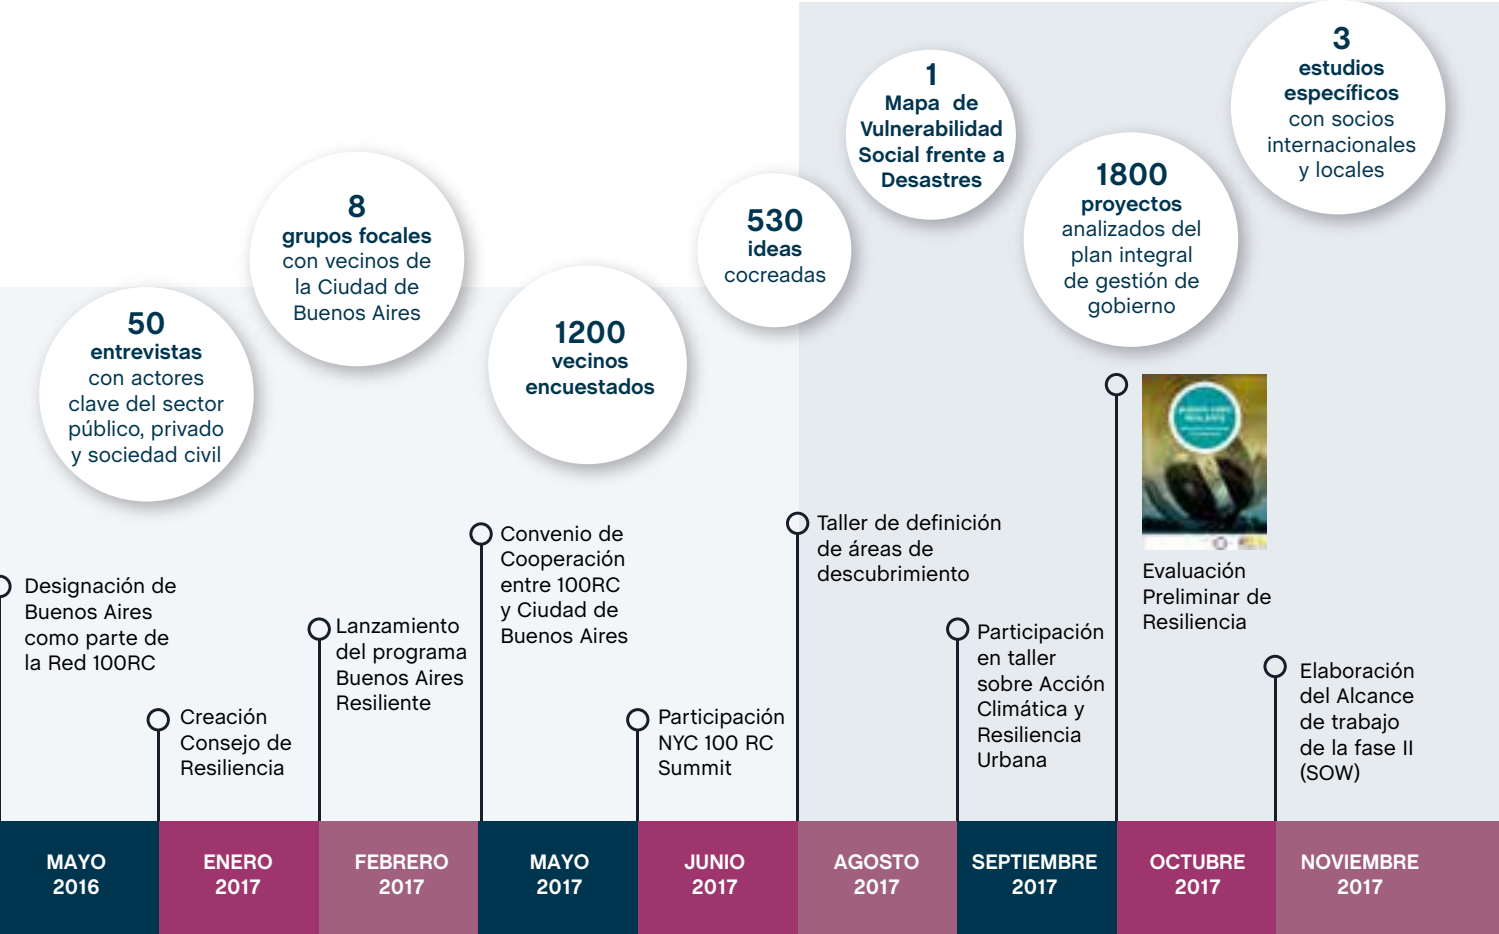 50
entrevistas
con actores
clave del sector
público, privado
y sociedad civil
8
grupos focales
con vecinos de
la Ciudad de
Buenos Aires
1200
vecinos
encuestados
530
ideas
cocreadas
1
Mapa de
Vulnerabilidad
Social frente a
Desastres
1800
proyectos
analizados del
plan integral
de gestión de
gobierno
3
estudios
específicos
con socios
internacionales
y locales
Designación de
Buenos Aires
como parte de
la Red 100RC
Creación
Consejo de
Resiliencia
Lanzamiento
del programa
Buenos Aires
Resiliente
Convenio de
Cooperación
entre 100RC
y Ciudad de
Buenos Aires
Participación
NYC 100 RC
Summit
Taller de definición
de áreas de
descubrimiento
Participación
en taller
sobre Acción
Climática y
Resiliencia
Urbana
Evaluación
Preliminar de
Resiliencia
Elaboración
del Alcance
de trabajo
de la fase II
(SOW)
MAYO
2016
ENERO
2017
FEBRERO
2017
MAYO
2017
JUNIO
2017
AGOSTO
2017
SEPTIEMBRE
2017
OCTUBRE
2017
NOVIEMBRE
2017